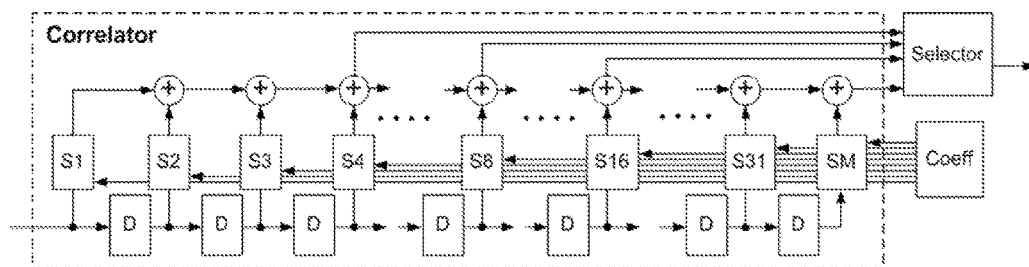 Correlator
Selector
+ + + + + + +
S1 S2 S3 S4 S8 S16 S31 SM Coeff
D D D D D D D